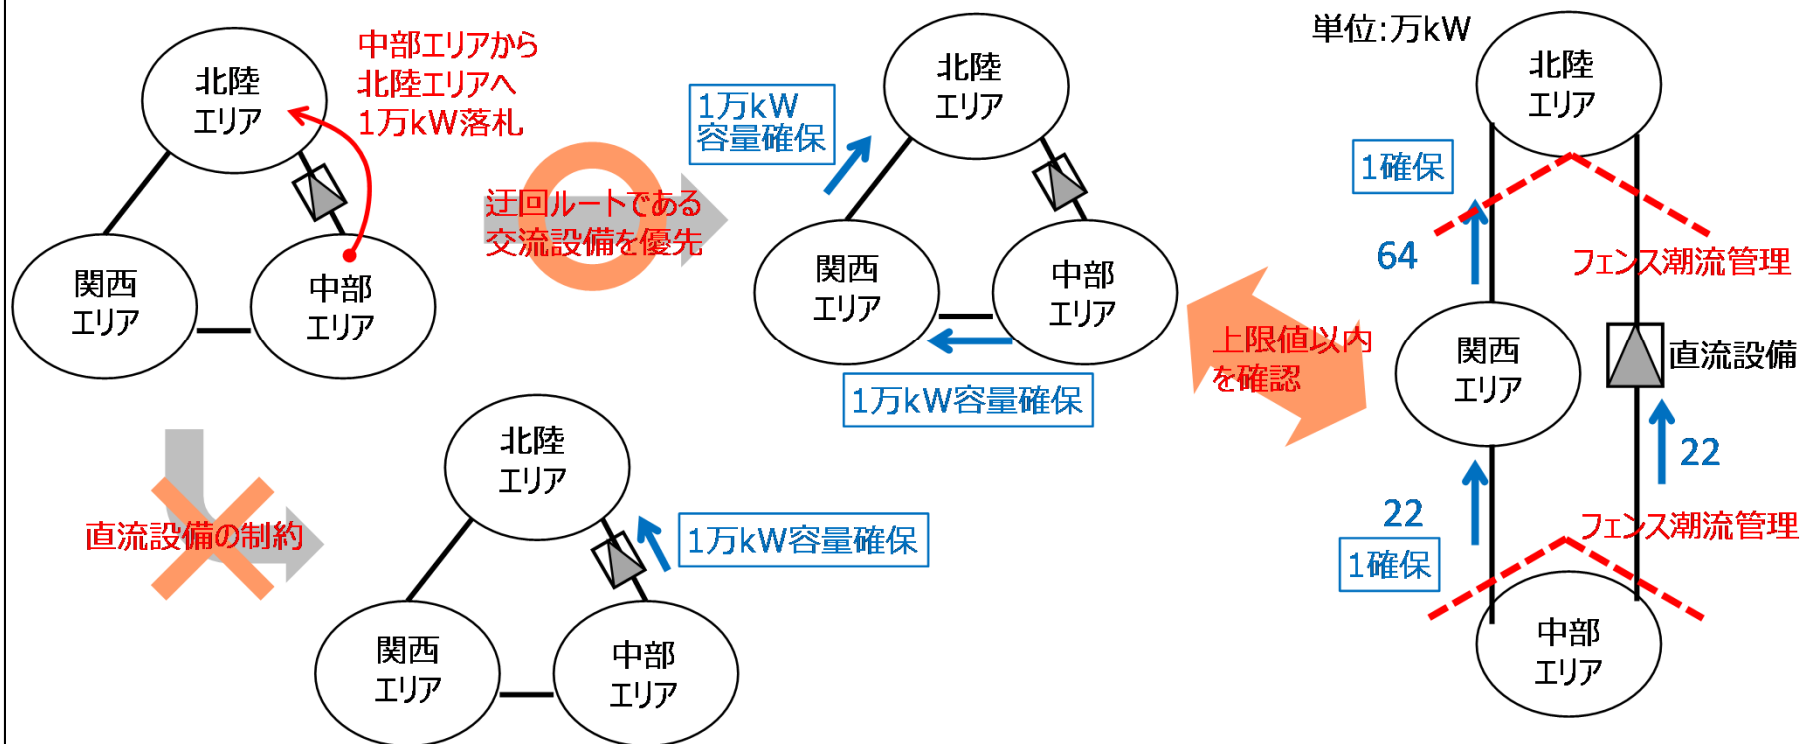 北陸
エリア
中部エリアから
北陸エリアへ
1万kW落札
関西
エリア
中部
エリア
迂回ルートである
交流設備を優先
1万kW
容量確保
北陸
エリア
関西
エリア
中部
エリア
1万kW容量確保
上限値以内
を確認
直流設備の制約
北陸
エリア
1万kW容量確保
関西
エリア
中部
エリア
単位:万kW
北陸
エリア
1確保
64
フェンス潮流管理
関西
エリア
直流設備
22
22
フェンス潮流管理
1確保
中部
エリア